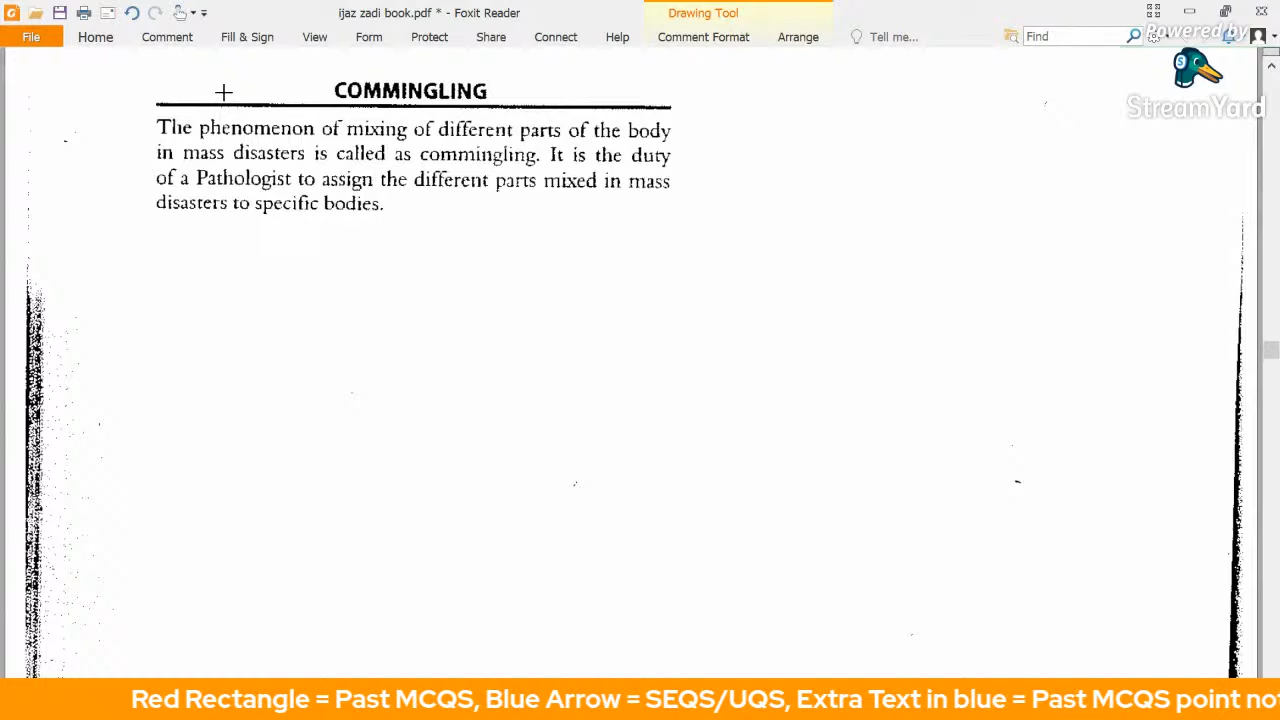 ijaz zadi book.pdf * - Foxit Reader
Drawing Tool
File Home Comment Fill & Sign View Form Protect Share Connect Help Comment Format Arrange Tell me... Find
Powered by
StreamYard
COMMINGLING
The phenomenon of mixing of different parts of the body
in mass disasters is called as commingling. It is the duty
of a Pathologist to assign the different parts mixed in mass
disasters to specific bodies.
Red Rectangle = Past MCQS, Blue Arrow = SEQS/UQS, Extra Text in blue = Past MCQS point no